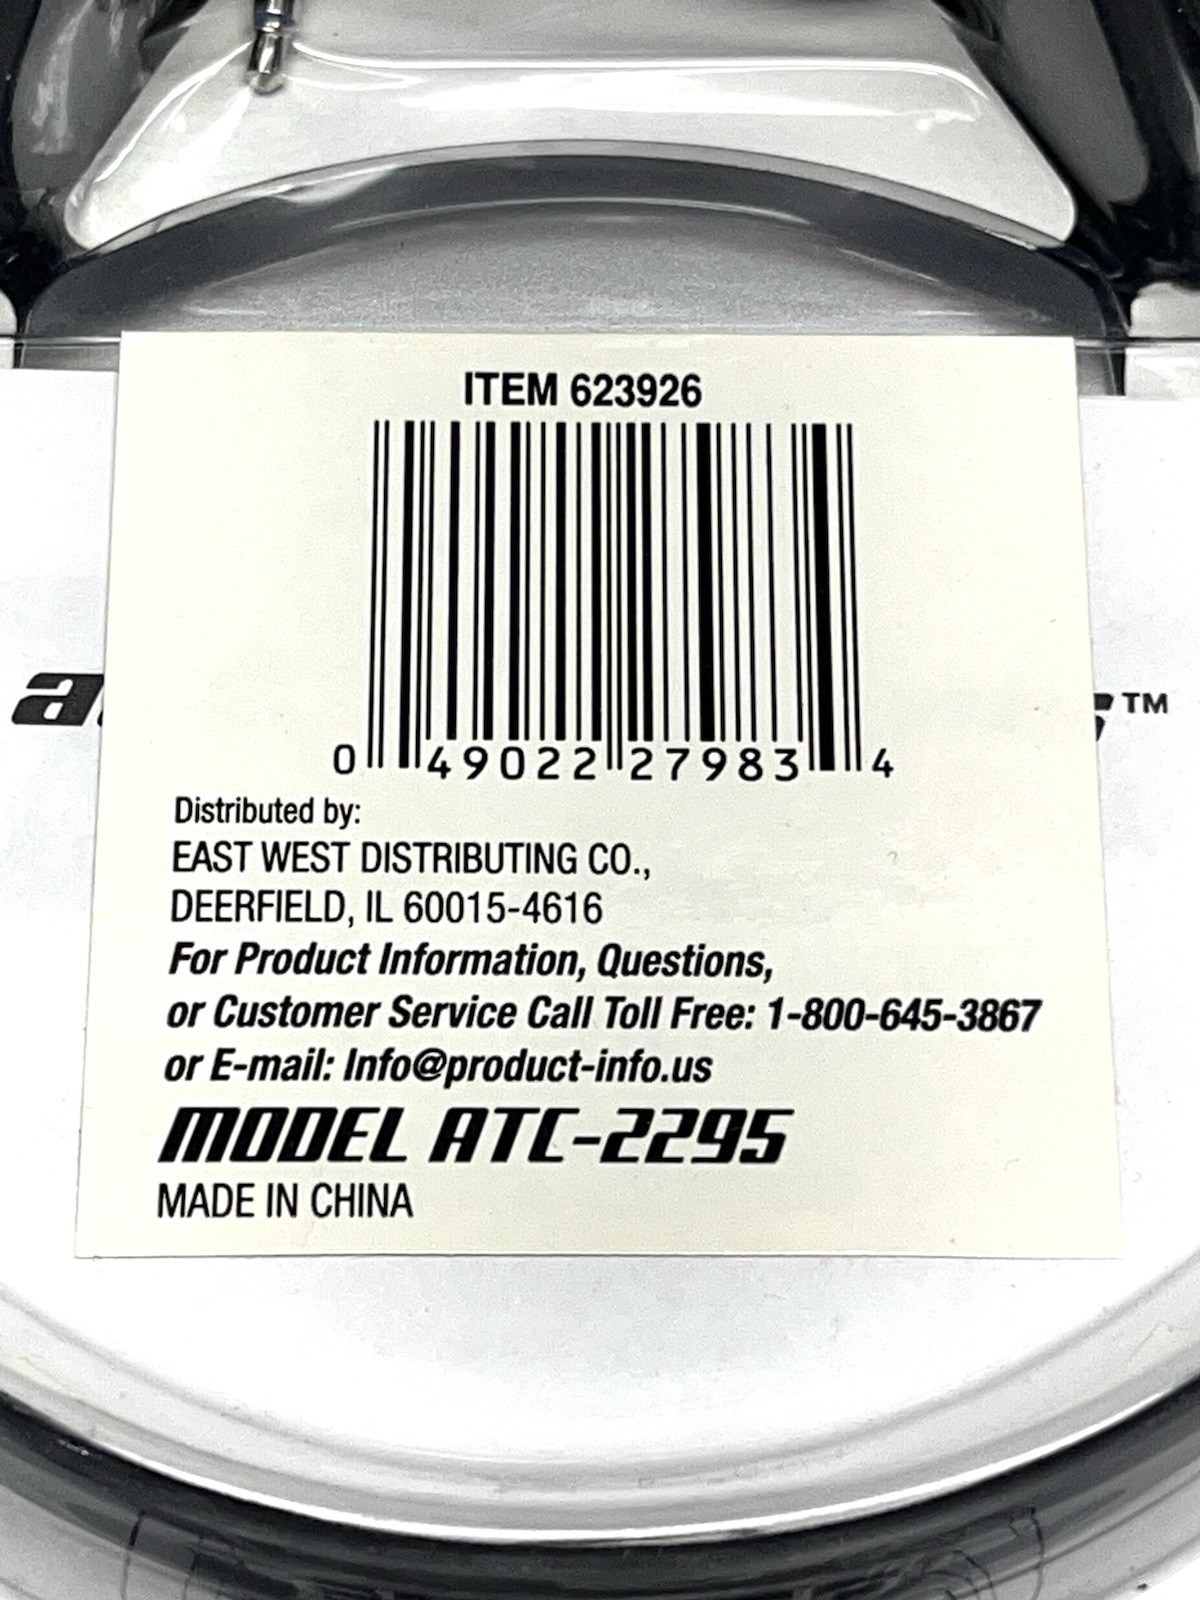 ITEM 623926
0 49022 27983 4
Distributed by:
EAST WEST DISTRIBUTING CO.,
DEERFIELD, IL 60015-4616
For Product Information, Questions,
or Customer Service Call Toll Free: 1-800-645-3867
or E-mail: Info@product-info.us
MODEL ATC-2295
MADE IN CHINA